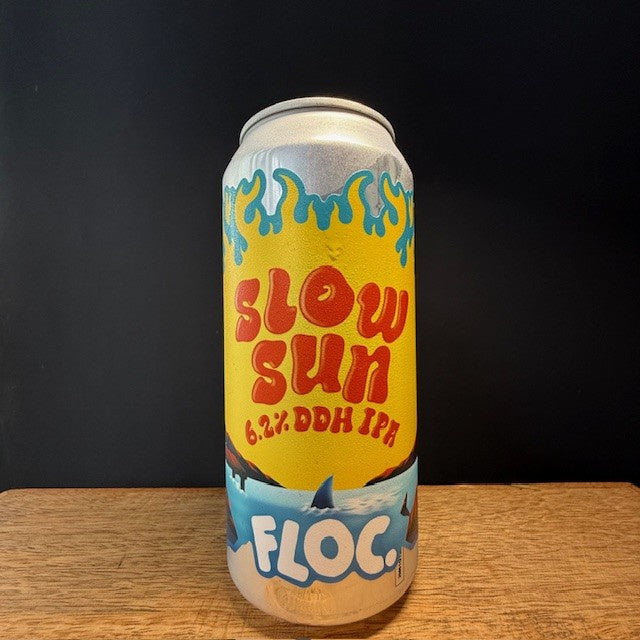 SLOW
SUN
6.2% DDH IPA
FLOC.